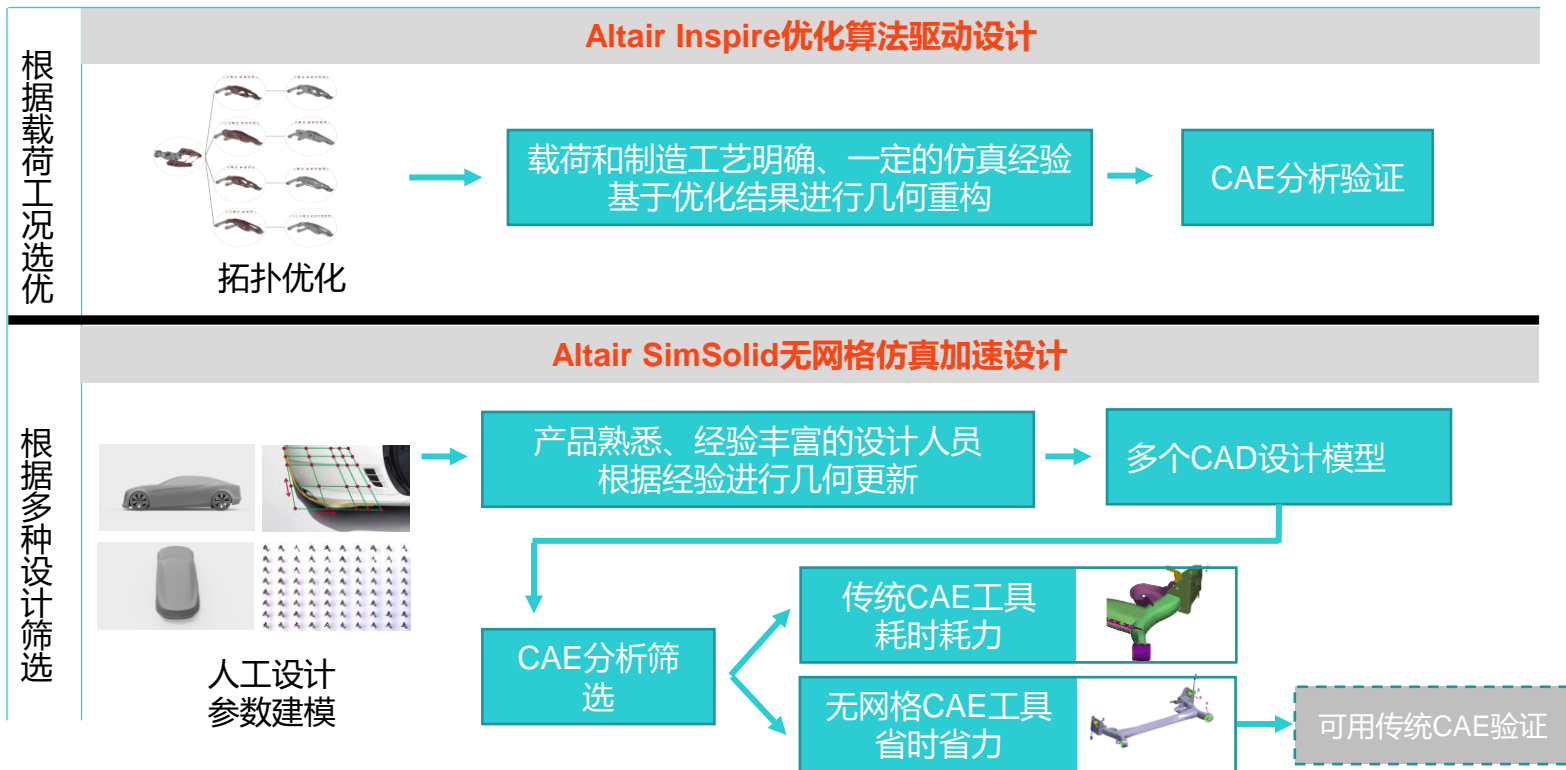 Altair Inspire优化算法驱动设计
根据载荷工况选优
拓扑优化
载荷和制造工艺明确、一定的仿真经验
基于优化结果进行几何重构
CAE分析验证
Altair SimSolid无网格仿真加速设计
根据多种设计筛选
人工设计
参数建模
产品熟悉、经验丰富的设计人员
根据经验进行几何更新
多个CAD设计模型
CAE分析筛
选
传统CAE工具
耗时耗力
无网格CAE工具
省时省力
可用传统CAE验证